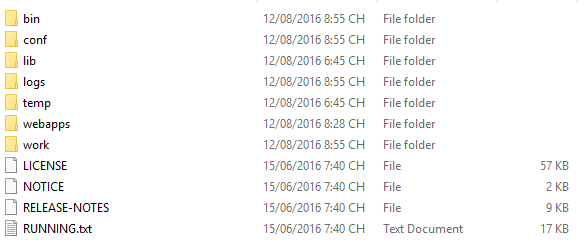 bin 12/08/2016 8:55 CH File folder
conf 12/08/2016 8:55 CH File folder
lib 12/08/2016 6:45 CH File folder
logs 12/08/2016 8:55 CH File folder
temp 12/08/2016 6:45 CH File folder
webapps 12/08/2016 8:28 CH File folder
work 12/08/2016 8:55 CH File folder
LICENSE 15/06/2016 7:40 CH File 57 KB
NOTICE 15/06/2016 7:40 CH File 2 KB
RELEASE-NOTES 15/06/2016 7:40 CH File 9 KB
RUNNING.txt 15/06/2016 7:40 CH Text Document 17 KB